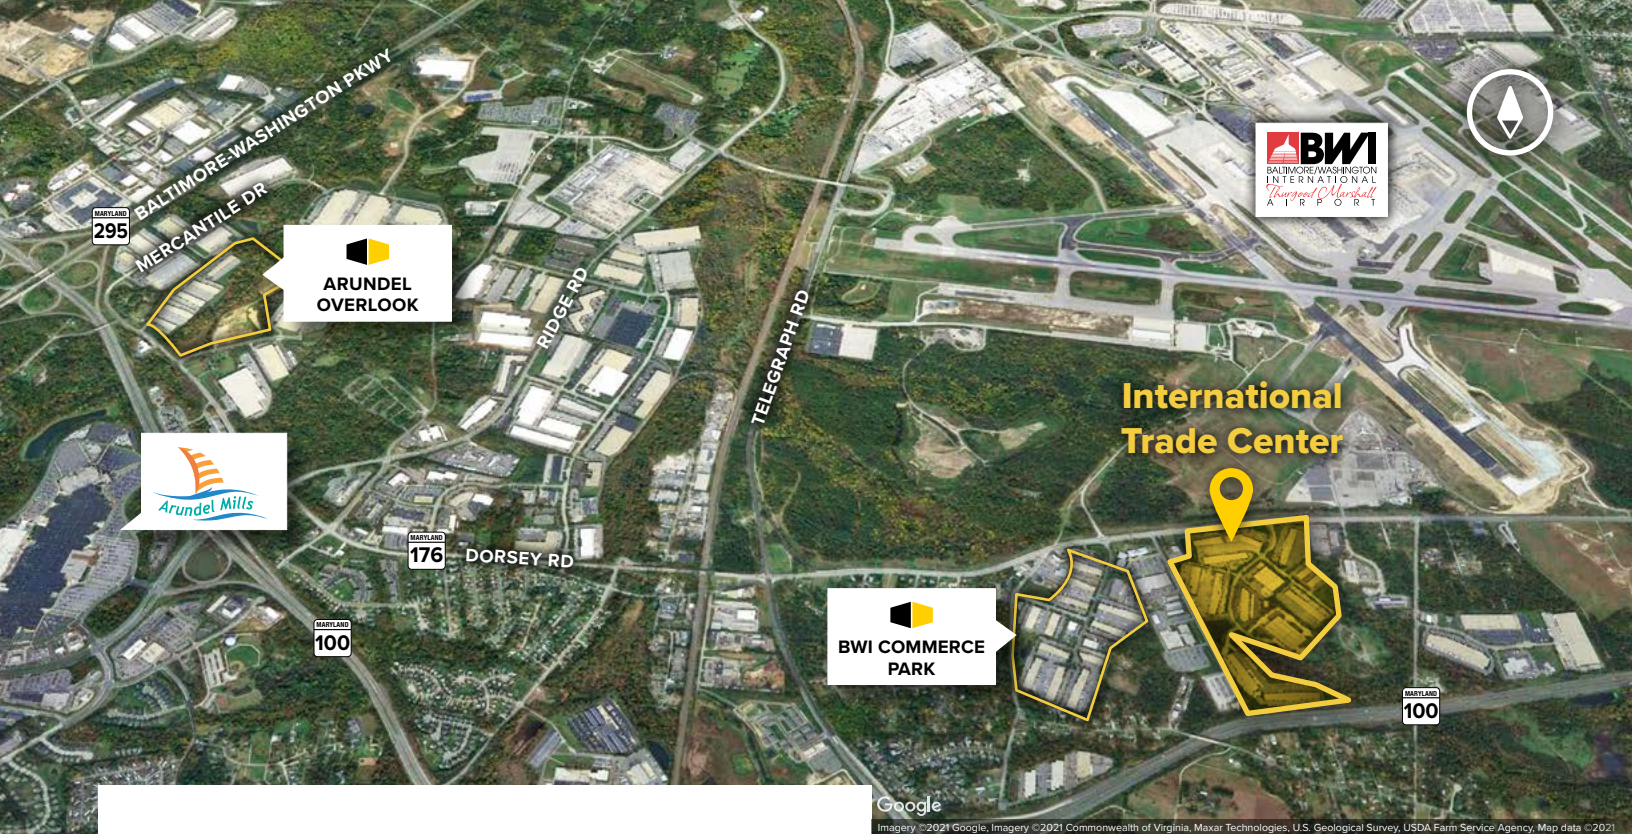 BALTIMORE-WASHINGTON PKWY
MARYLAND
295
MERCANTILE DR
ARUNDEL
OVERLOOK
BWI
BALTIMORE/WASHINGTON
INTERNATIONAL
Thurgood Marshall
AIRPORT
RIDGE RD
TELEGRAPH RD
International
Trade Center
Arundel Mills
MARYLAND
176
DORSEY RD
MARYLAND
100
BWI COMMERCE
PARK
MARYLAND
100
Google
Imagery ©2021 Google, Imagery ©2021 Commonwealth of Virginia, Maxar Technologies, U.S. Geological Survey, USDA Farm Service Agency, Map data ©2021